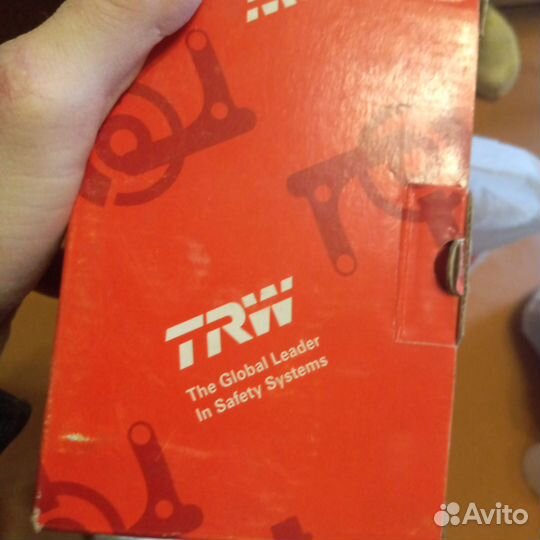 TRW
The Global Leader
In Safety Systems
Avito